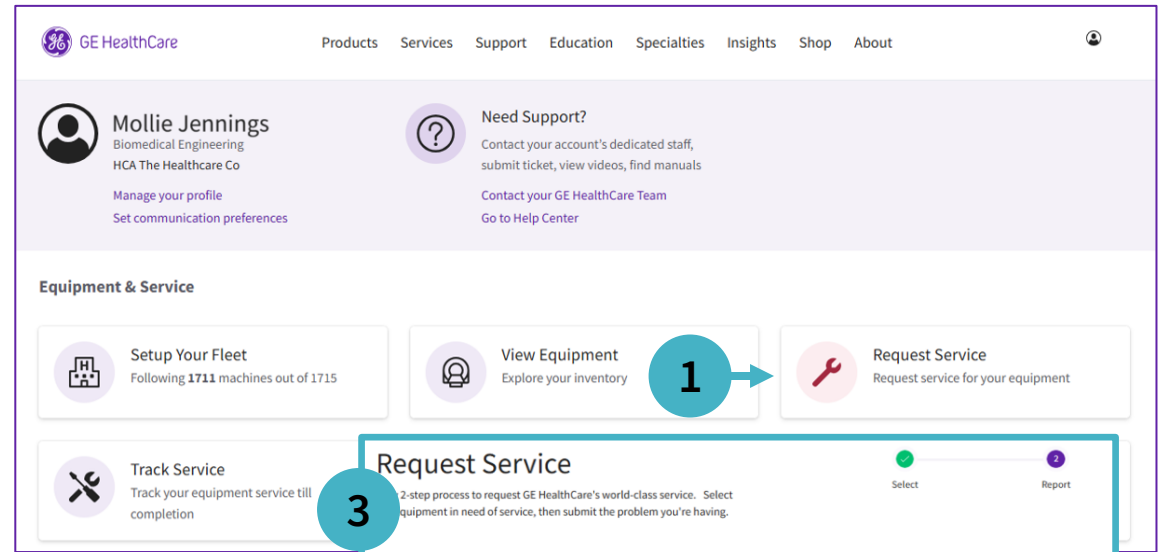 GE HealthCare
Products Services Support Education Specialties Insights Shop About
Mollie Jennings
Biomedical Engineering
HCA The Healthcare Co
Manage your profile
Set communication preferences
Need Support?
Contact your account's dedicated staff,
submit ticket, view videos, find manuals
Contact your GE HealthCare Team
Go to Help Center
Equipment & Service
Setup Your Fleet
Following 1711 machines out of 1715
View Equipment
Explore your inventory
1
Request Service
Request service for your equipment
Track Service
Track your equipment service till
completion
3
Request Service
2-step process to request GE HealthCare's world-class service. Select
equipment in need of service, then submit the problem you're having.
Select
2
Report